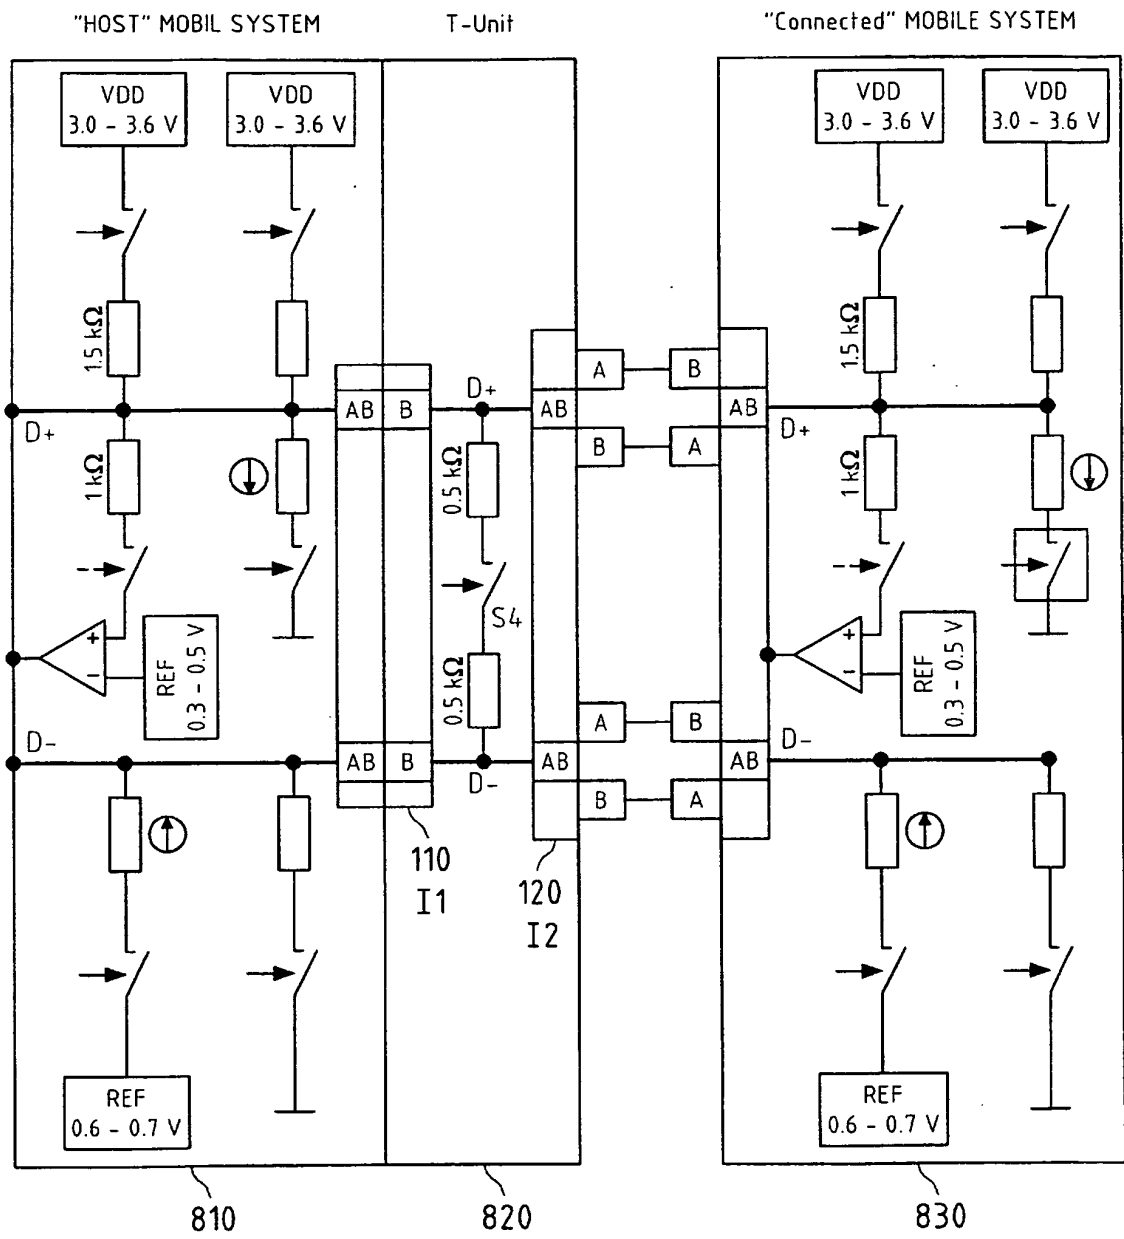 "HOST" MOBIL SYSTEM
T-Unit
"Connected" MOBILE SYSTEM
VDD
3.0 - 3.6 V
VDD
3.0 - 3.6 V
VDD
3.0 - 3.6 V
VDD
3.0 - 3.6 V
1.5 kΩ
1.5 kΩ
A
B
D+
AB
B
D+
AB
AB
D+
B
A
1 kΩ
0.5 kΩ
1 kΩ
S4
+
-
REF
0.3 - 0.5 V
0.5 kΩ
+
-
REF
0.3 - 0.5 V
A
B
D-
AB
B
D-
AB
AB
D-
B
A
110
I1
120
I2
REF
0.6 - 0.7 V
REF
0.6 - 0.7 V
810
820
830